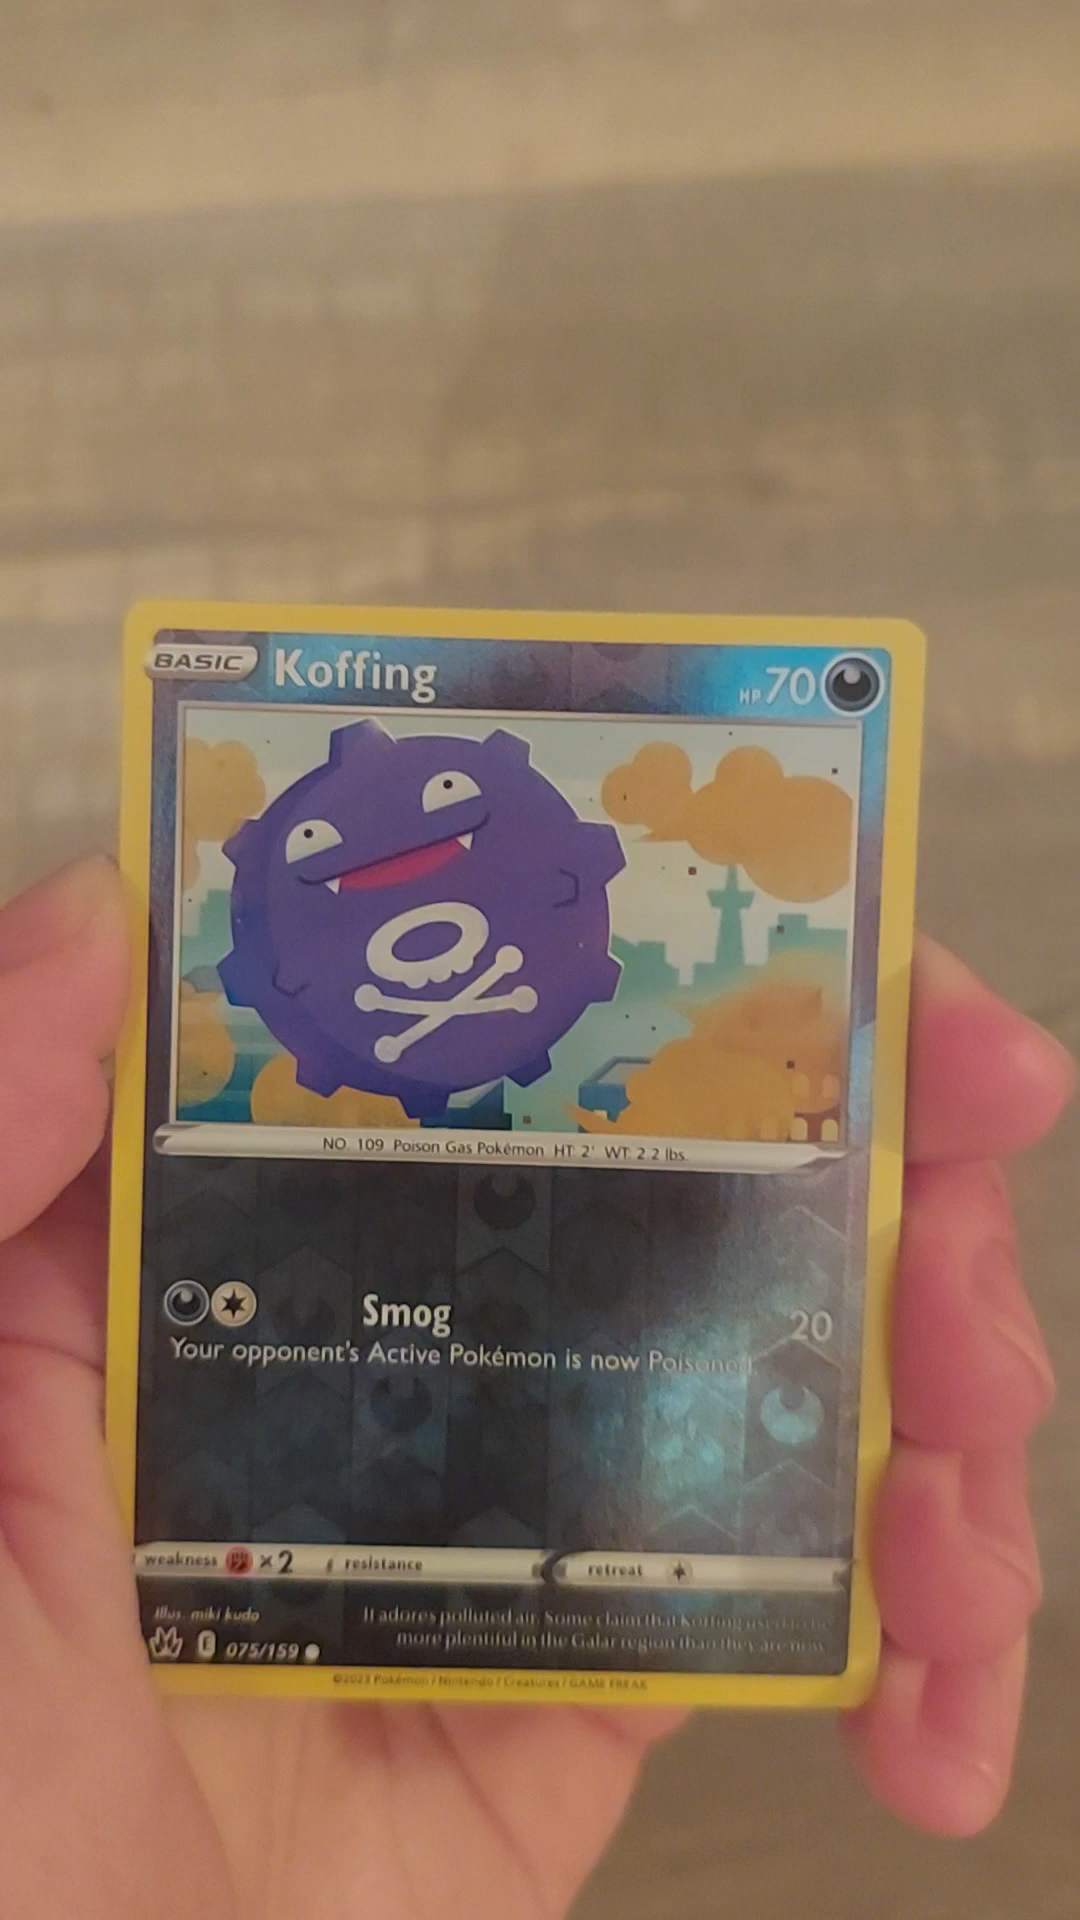 BASIC Koffing HP 70
NO. 109 Poison Gas Pokémon HT: 2' WT: 2.2 lbs.
Smog 20
Your opponent's Active Pokémon is now Poisoned.
weakness ×2 resistance retreat
Illus. miki kudo
It adores polluted air. Some claim that Koffing used to be
more plentiful in the Galar region than they are now.
E 075/159
©2023 Pokémon / Nintendo / Creatures / GAME FREAK